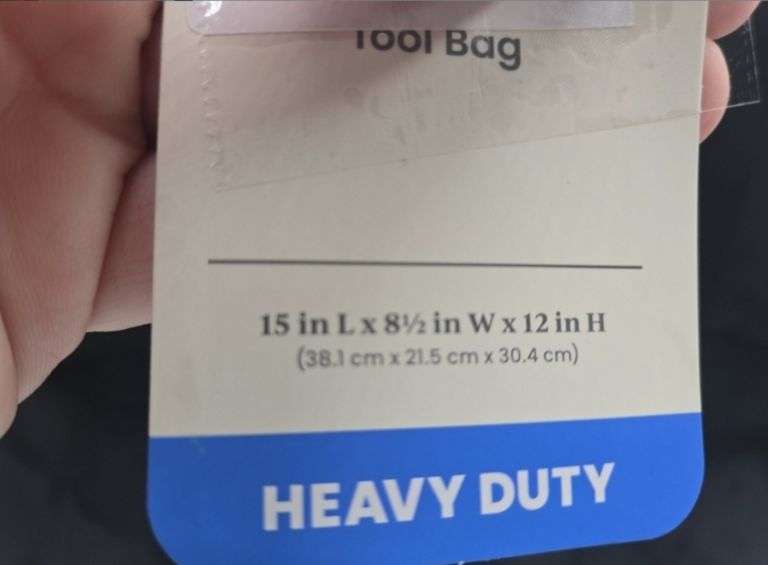 Tool Bag
15 in L x 8½ in W x 12 in H
(38.1 cm x 21.5 cm x 30.4 cm)
HEAVY DUTY